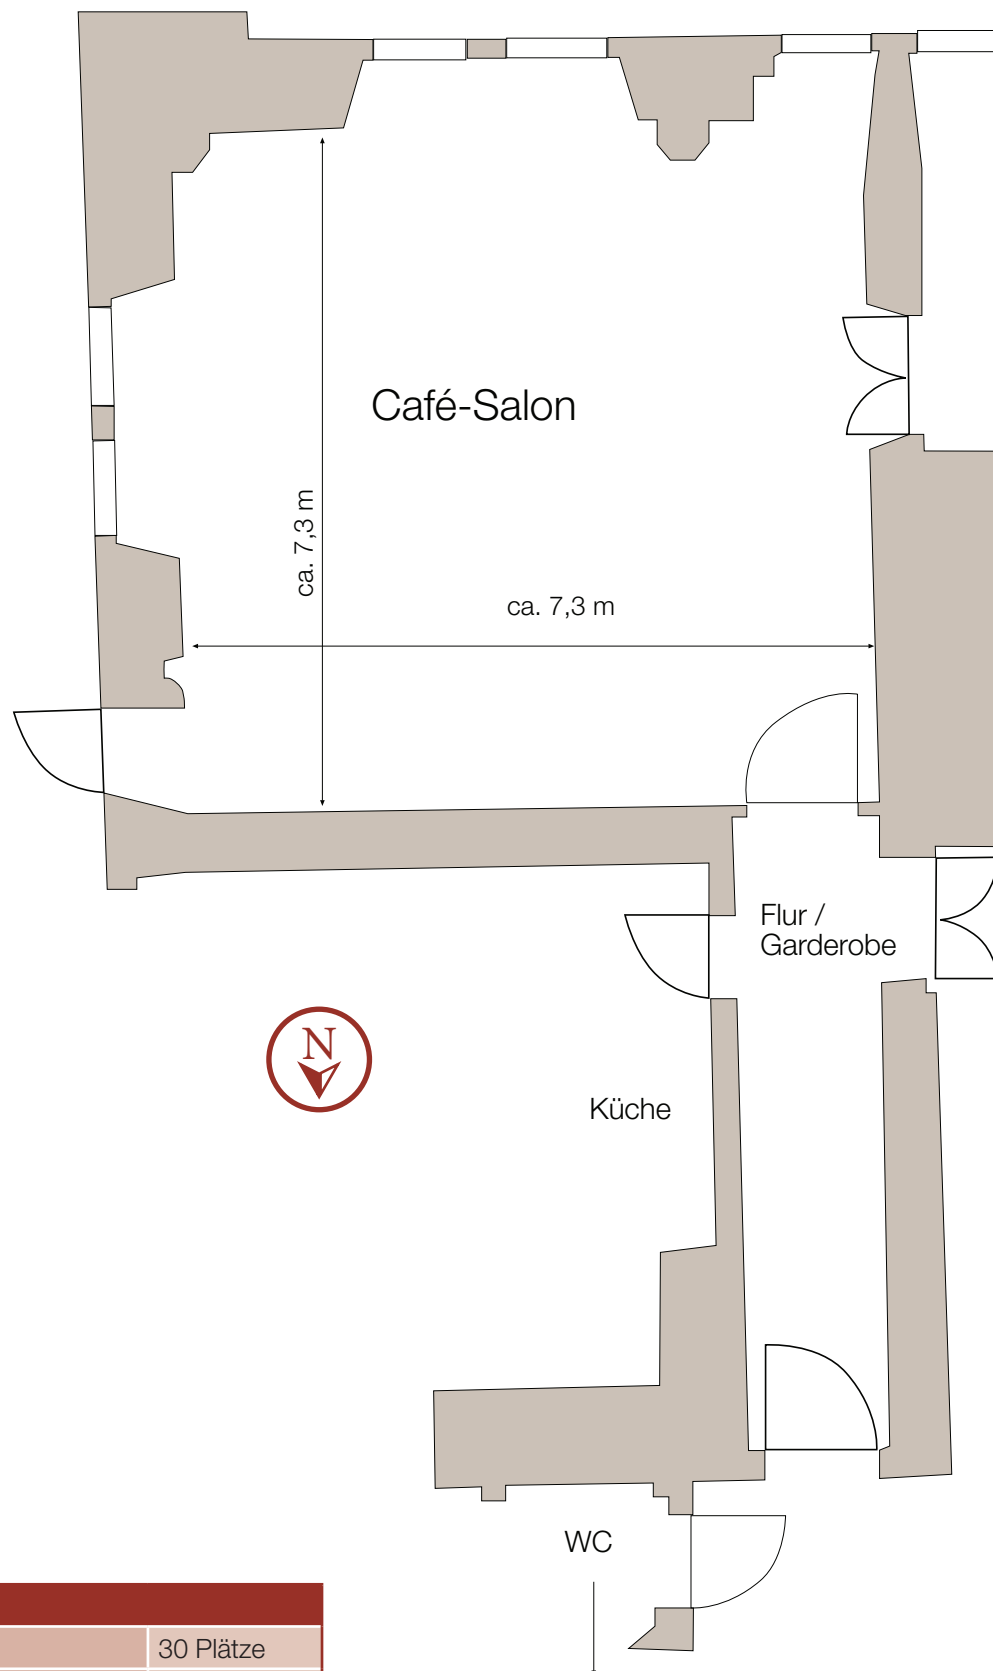 Café-Salon
ca. 7,3 m
ca. 7,3 m
Flur /
Garderobe
N
Küche
WC
30 Plätze